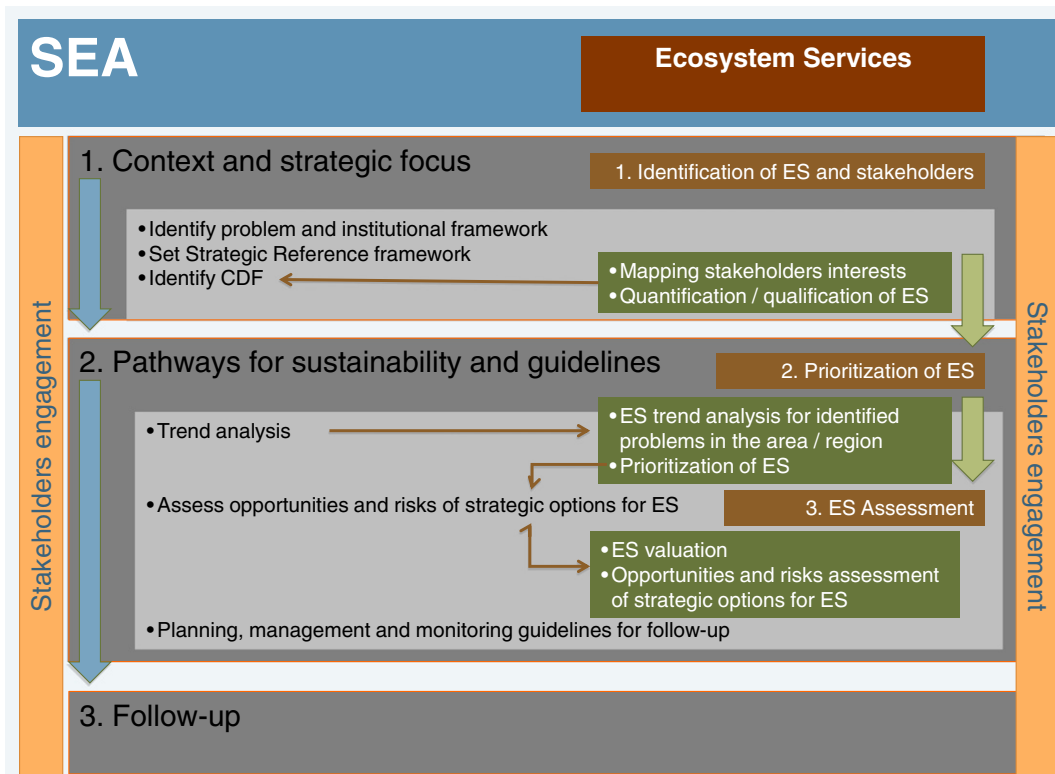 SEA
Ecosystem Services
Stakeholders engagement
1. Context and strategic focus
1. Identification of ES and stakeholders
•Identify problem and institutional framework
•Set Strategic Reference framework
•Identify CDF
•Mapping stakeholders interests
•Quantification / qualification of ES
2. Pathways for sustainability and guidelines
2. Prioritization of ES
•Trend analysis
•ES trend analysis for identified
problems in the area / region
•Prioritization of ES
•Assess opportunities and risks of strategic options for ES
3. ES Assessment
•ES valuation
•Opportunities and risks assessment
of strategic options for ES
•Planning, management and monitoring guidelines for follow-up
3. Follow-up
Stakeholders engagement